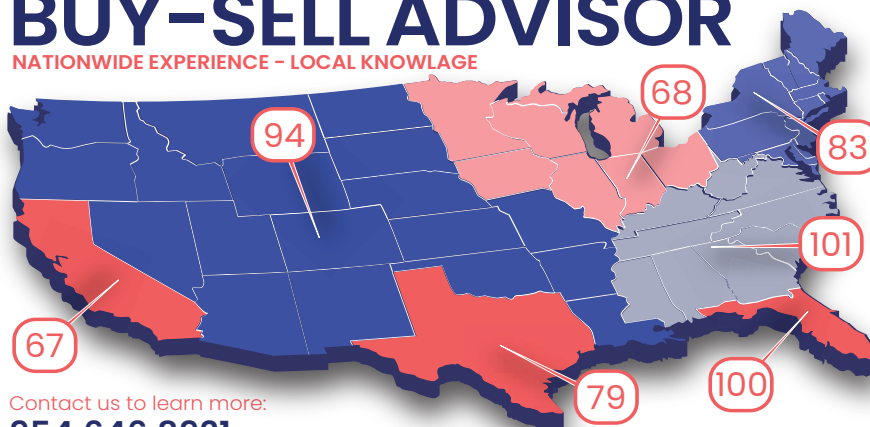 BUY-SELL ADVISOR
NATIONWIDE EXPERIENCE - LOCAL KNOWLAGE
68
94
83
101
67
79
100
Contact us to learn more: